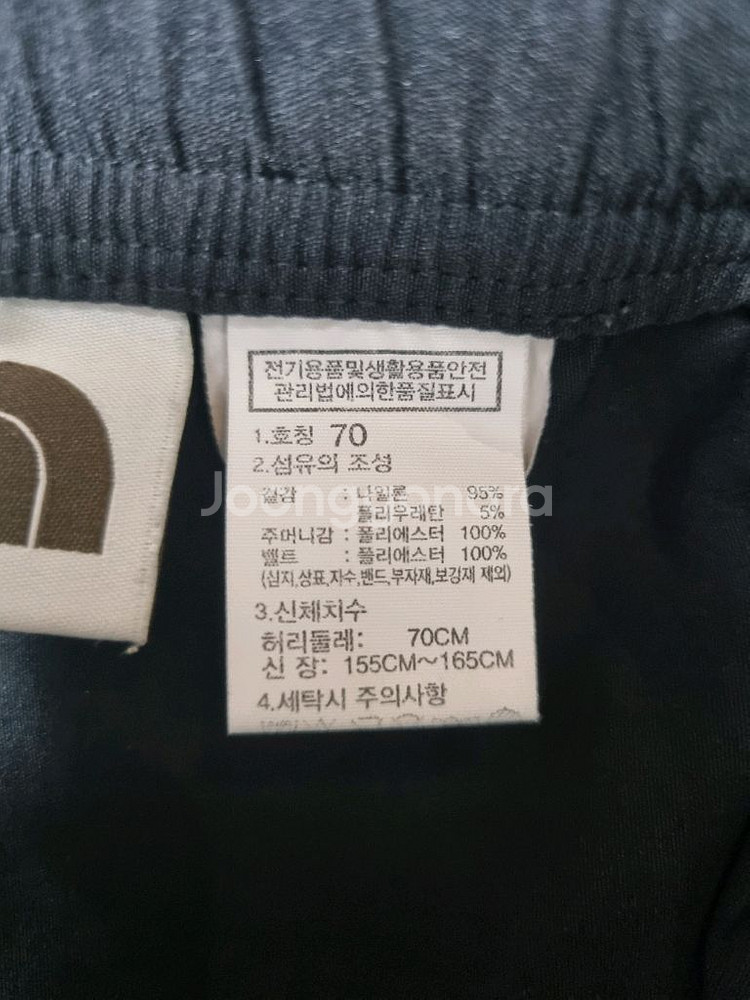 전기용품및생활용품안전
관리법에의한품질표시
1.호칭 70
2.섬유의 조성
겉감 : 나일론 95%
폴리우레탄 5%
주머니감 : 폴리에스터 100%
벨트 : 폴리에스터 100%
(심지,상표,자수,밴드,부자재,보강재 제외)
3.신체치수
허리둘레: 70CM
신 장: 155CM~165CM
4.세탁시 주의사항
Joongonara